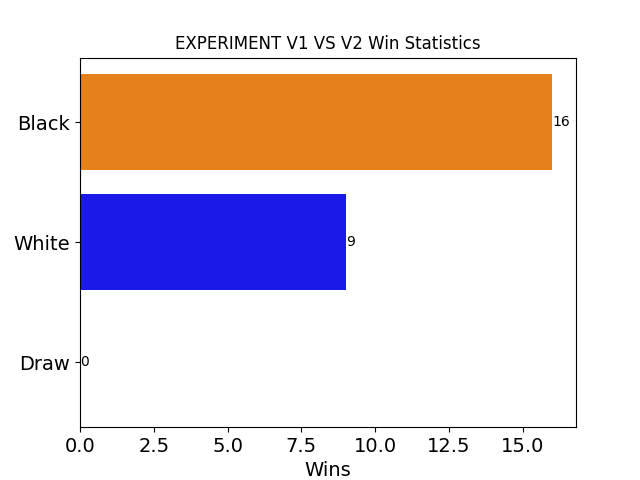 EXPERIMENT V1 VS V2 Win Statistics
Black
16
White
9
Draw
0
0.0 2.5 5.0 7.5 10.0 12.5 15.0
Wins